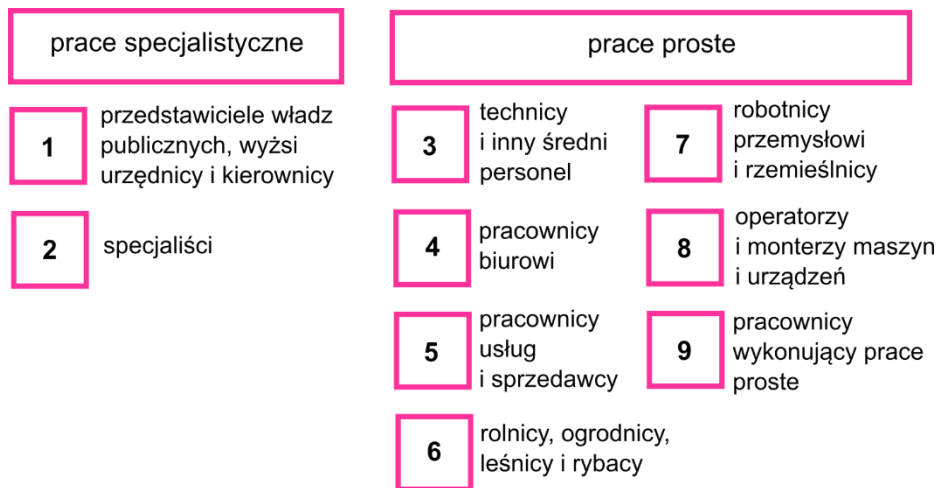 prace specjalistyczne
1
przedstawiciele władz
publicznych, wyżsi
urzędnicy i kierownicy
2
specjaliści
prace proste
3
technicy
i inny średni
personel
4
pracownicy
biurowi
5
pracownicy
usług
i sprzedawcy
6
rolnicy, ogrodnicy,
leśnicy i rybacy
7
robotnicy
przemysłowi
i rzemieślnicy
8
operatorzy
i monterzy maszyn
i urządzeń
9
pracownicy
wykonujący prace
proste